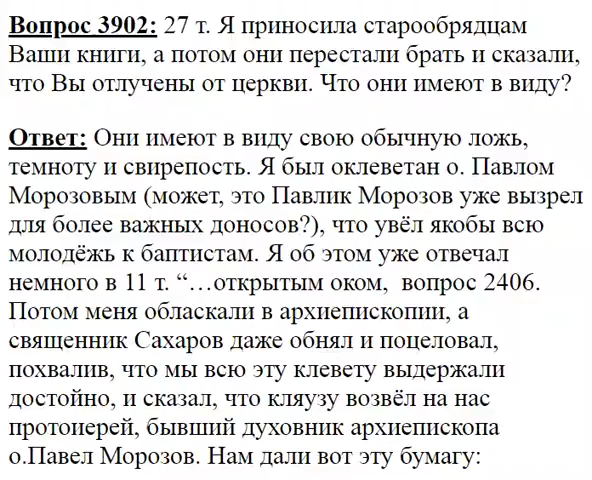 Вопрос 3902: 27 т. Я приносила старообрядцам
Ваши книги, а потом они перестали брать и сказали,
что Вы отлучены от церкви. Что они имеют в виду?
Ответ: Они имеют в виду свою обычную ложь,
темноту и свирепость. Я был оклеветан о. Павлом
Морозовым (может, это Павлик Морозов уже вызрел
для более важных доносов?), что увёл якобы всю
молодёжь к баптистам. Я об этом уже отвечал
немного в 11 т. “…открытым оком, вопрос 2406.
Потом меня обласкали в архиепископии, а
священник Сахаров даже обнял и поцеловал,
похвалив, что мы всю эту клевету выдержали
достойно, и сказал, что кляузу возвёл на нас
протоиерей, бывший духовник архиепископа
о.Павел Морозов. Нам дали вот эту бумагу: